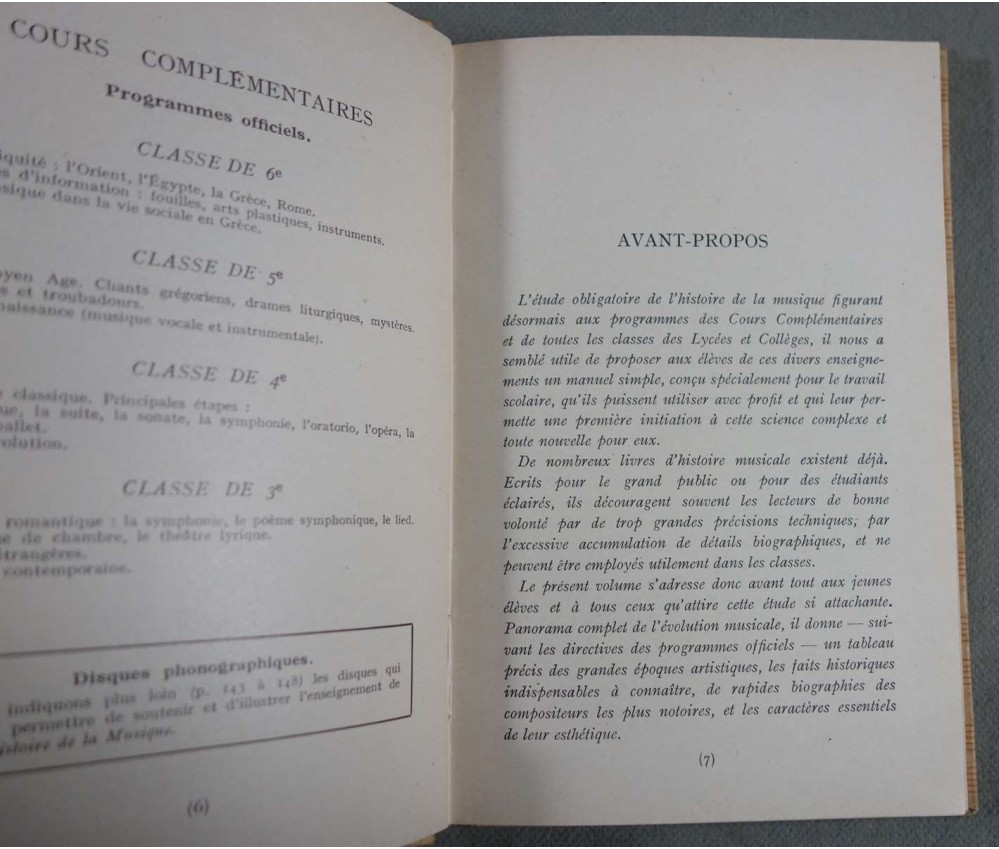 COURS COMPLÉMENTAIRES
Programmes officiels.
CLASSE DE 6e
: l'Orient, l'Égypte, la Grèce, Rome.
d'information : fouilles, arts plastiques, instruments.
dans la vie sociale en Grèce.
CLASSE DE 5e
Age. Chants grégoriens, drames liturgiques, mystères.
et troubadours.
(musique vocale et instrumentale).
CLASSE DE 4e
classique. Principales étapes :
la suite, la sonate, la symphonie, l'oratorio, l'opéra, la
ballet.
CLASSE DE 3e
romantique : la symphonie, le poème symphonique, le lied.
de chambre, le théâtre lyrique.
étrangères.
contemporaine.
Disques phonographiques.
indiquons plus loin (p. 143 à 148) les disques qui
permettre de soutenir et d'illustrer l'enseignement de
Histoire de la Musique.
(6)
AVANT-PROPOS
L'étude obligatoire de l'histoire de la musique figurant
désormais aux programmes des Cours Complémentaires
et de toutes les classes des Lycées et Collèges, il nous a
semblé utile de proposer aux élèves de ces divers enseigne-
ments un manuel simple, conçu spécialement pour le travail
scolaire, qu'ils puissent utiliser avec profit et qui leur per-
mette une première initiation à cette science complexe et
toute nouvelle pour eux.
De nombreux livres d'histoire musicale existent déjà.
Ecrits pour le grand public ou pour des étudiants
éclairés, ils découragent souvent les lecteurs de bonne
volonté par de trop grandes précisions techniques, par
l'excessive accumulation de détails biographiques, et ne
peuvent être employés utilement dans les classes.
Le présent volume s'adresse donc avant tout aux jeunes
élèves et à tous ceux qu'attire cette étude si attachante.
Panorama complet de l'évolution musicale, il donne — sui-
vant les directives des programmes officiels — un tableau
précis des grandes époques artistiques, les faits historiques
indispensables à connaître, de rapides biographies des
compositeurs les plus notoires, et les caractères essentiels
de leur esthétique.
(7)